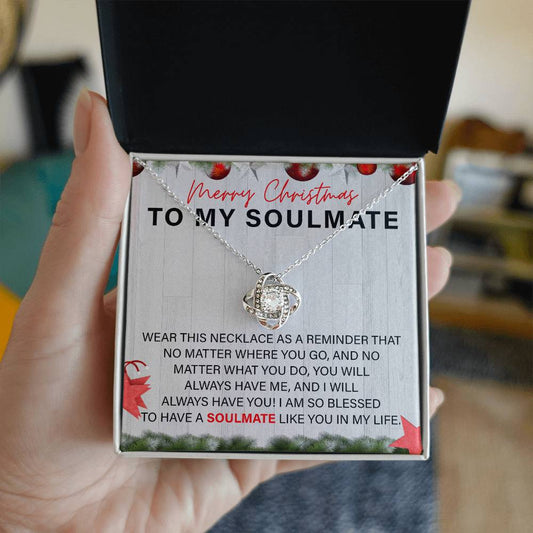 Merry Christmas
TO MY SOULMATE
WEAR THIS NECKLACE AS A REMINDER THAT
NO MATTER WHERE YOU GO, AND NO
MATTER WHAT YOU DO, YOU WILL
ALWAYS HAVE ME, AND I WILL
ALWAYS HAVE YOU! I AM SO BLESSED
TO HAVE A SOULMATE LIKE YOU IN MY LIFE.